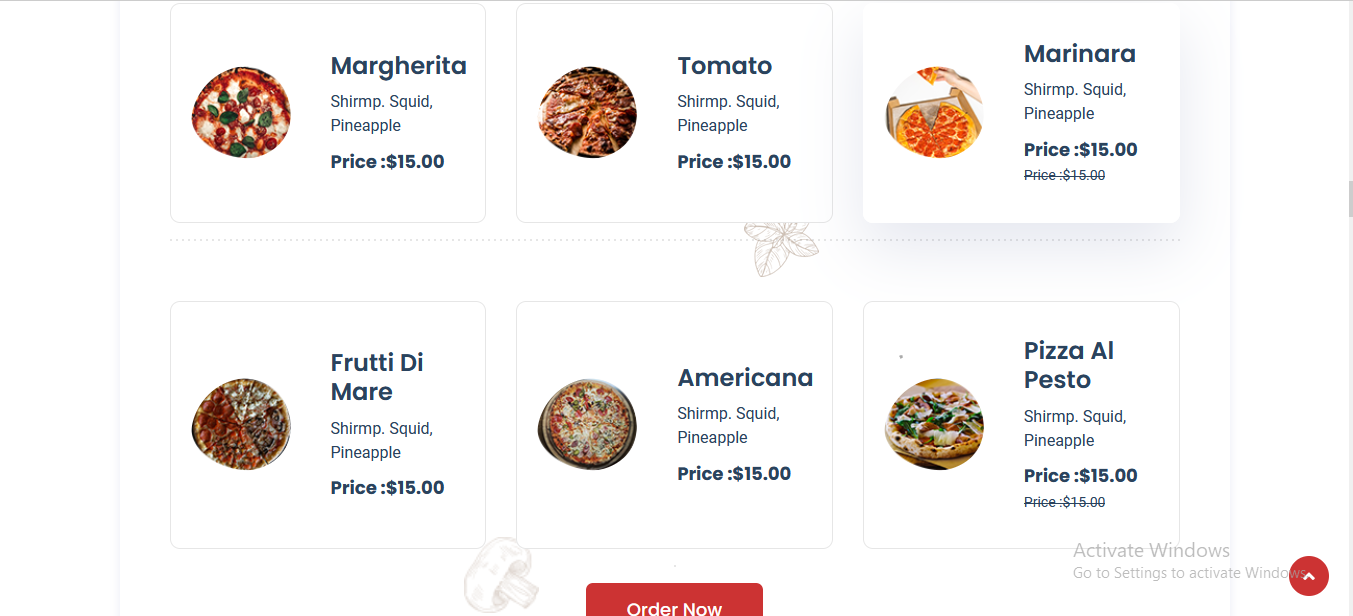 Margherita
Shirmp. Squid,
Pineapple
Price :$15.00
Tomato
Shirmp. Squid,
Pineapple
Price :$15.00
Marinara
Shirmp. Squid,
Pineapple
Price :$15.00
Price :$15.00
Frutti Di
Mare
Shirmp. Squid,
Pineapple
Price :$15.00
Americana
Shirmp. Squid,
Pineapple
Price :$15.00
Pizza Al
Pesto
Shirmp. Squid,
Pineapple
Price :$15.00
Price :$15.00
Activate Windows
Go to Settings to activate Windows.
Order Now